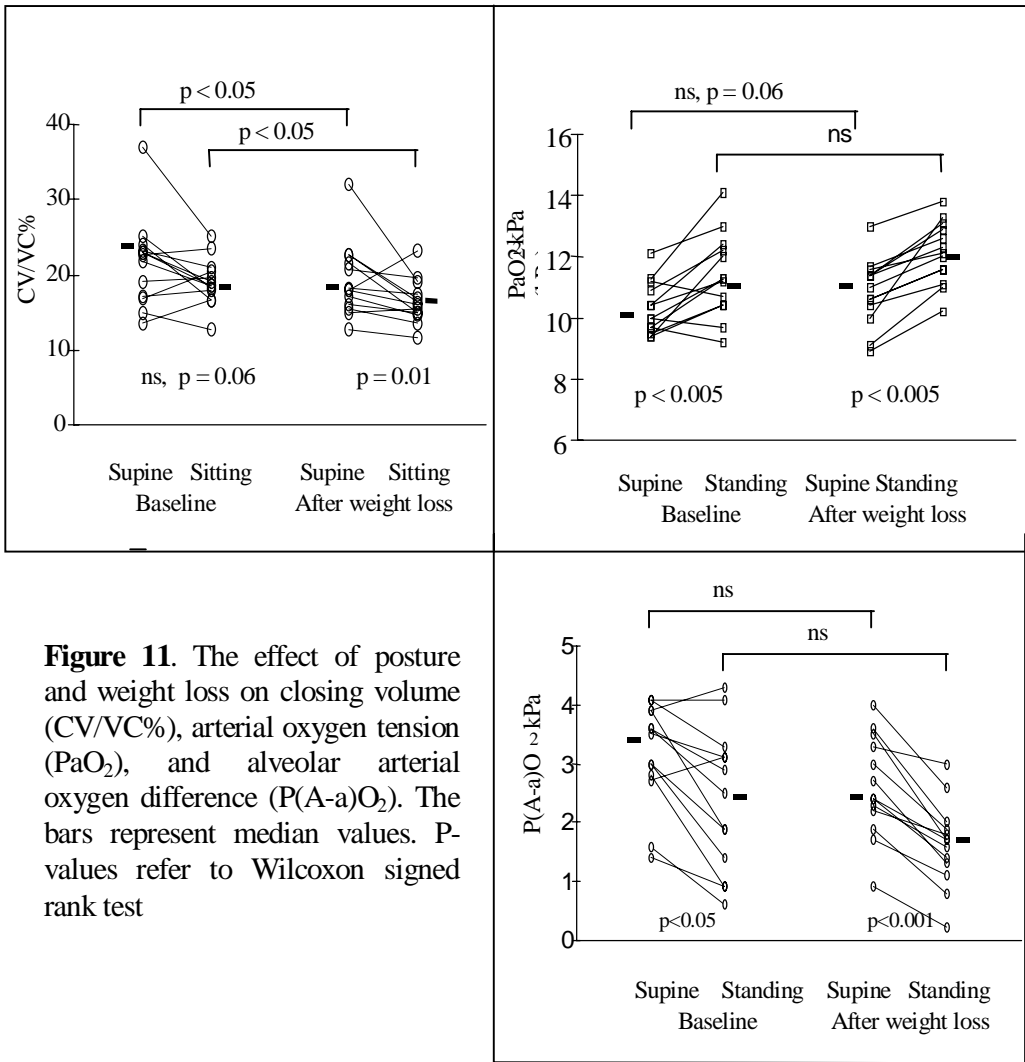 p < 0.05
p < 0.05
40
30
20
10
0
CV/VC%
ns, p = 0.06
p = 0.01
Supine Sitting Supine Sitting
Baseline After weight loss
ns, p = 0.06
ns
16
14
12
10
8
6
PaO2 kPa
p < 0.005
p < 0.005
Supine Standing Supine Standing
Baseline After weight loss
Figure 11. The effect of posture
and weight loss on closing volume
(CV/VC%), arterial oxygen tension
(PaO2), and alveolar arterial
oxygen difference (P(A-a)O2). The
bars represent median values. P-
values refer to Wilcoxon signed
rank test
ns
ns
5
4
3
2
1
0
P(A-a)O 2 kPa
p<0.05
p<0.001
Supine Standing Supine Standing
Baseline After weight loss